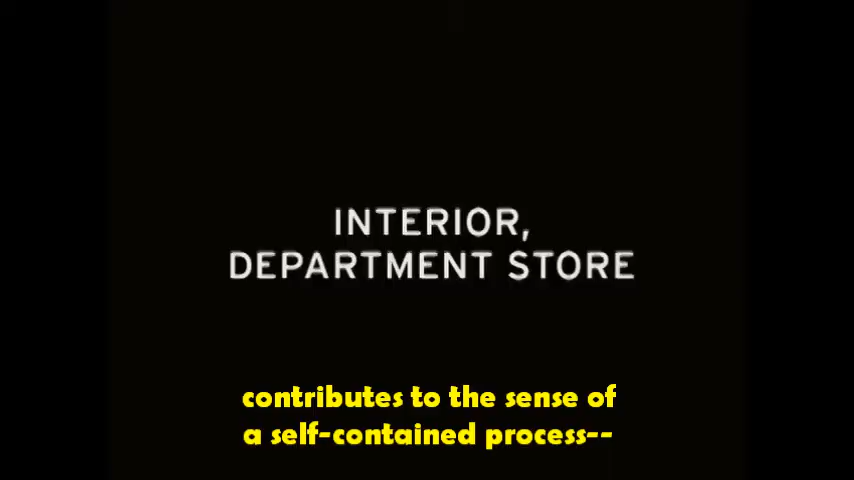 INTERIOR,
DEPARTMENT STORE
contributes to the sense of
a self-contained process--